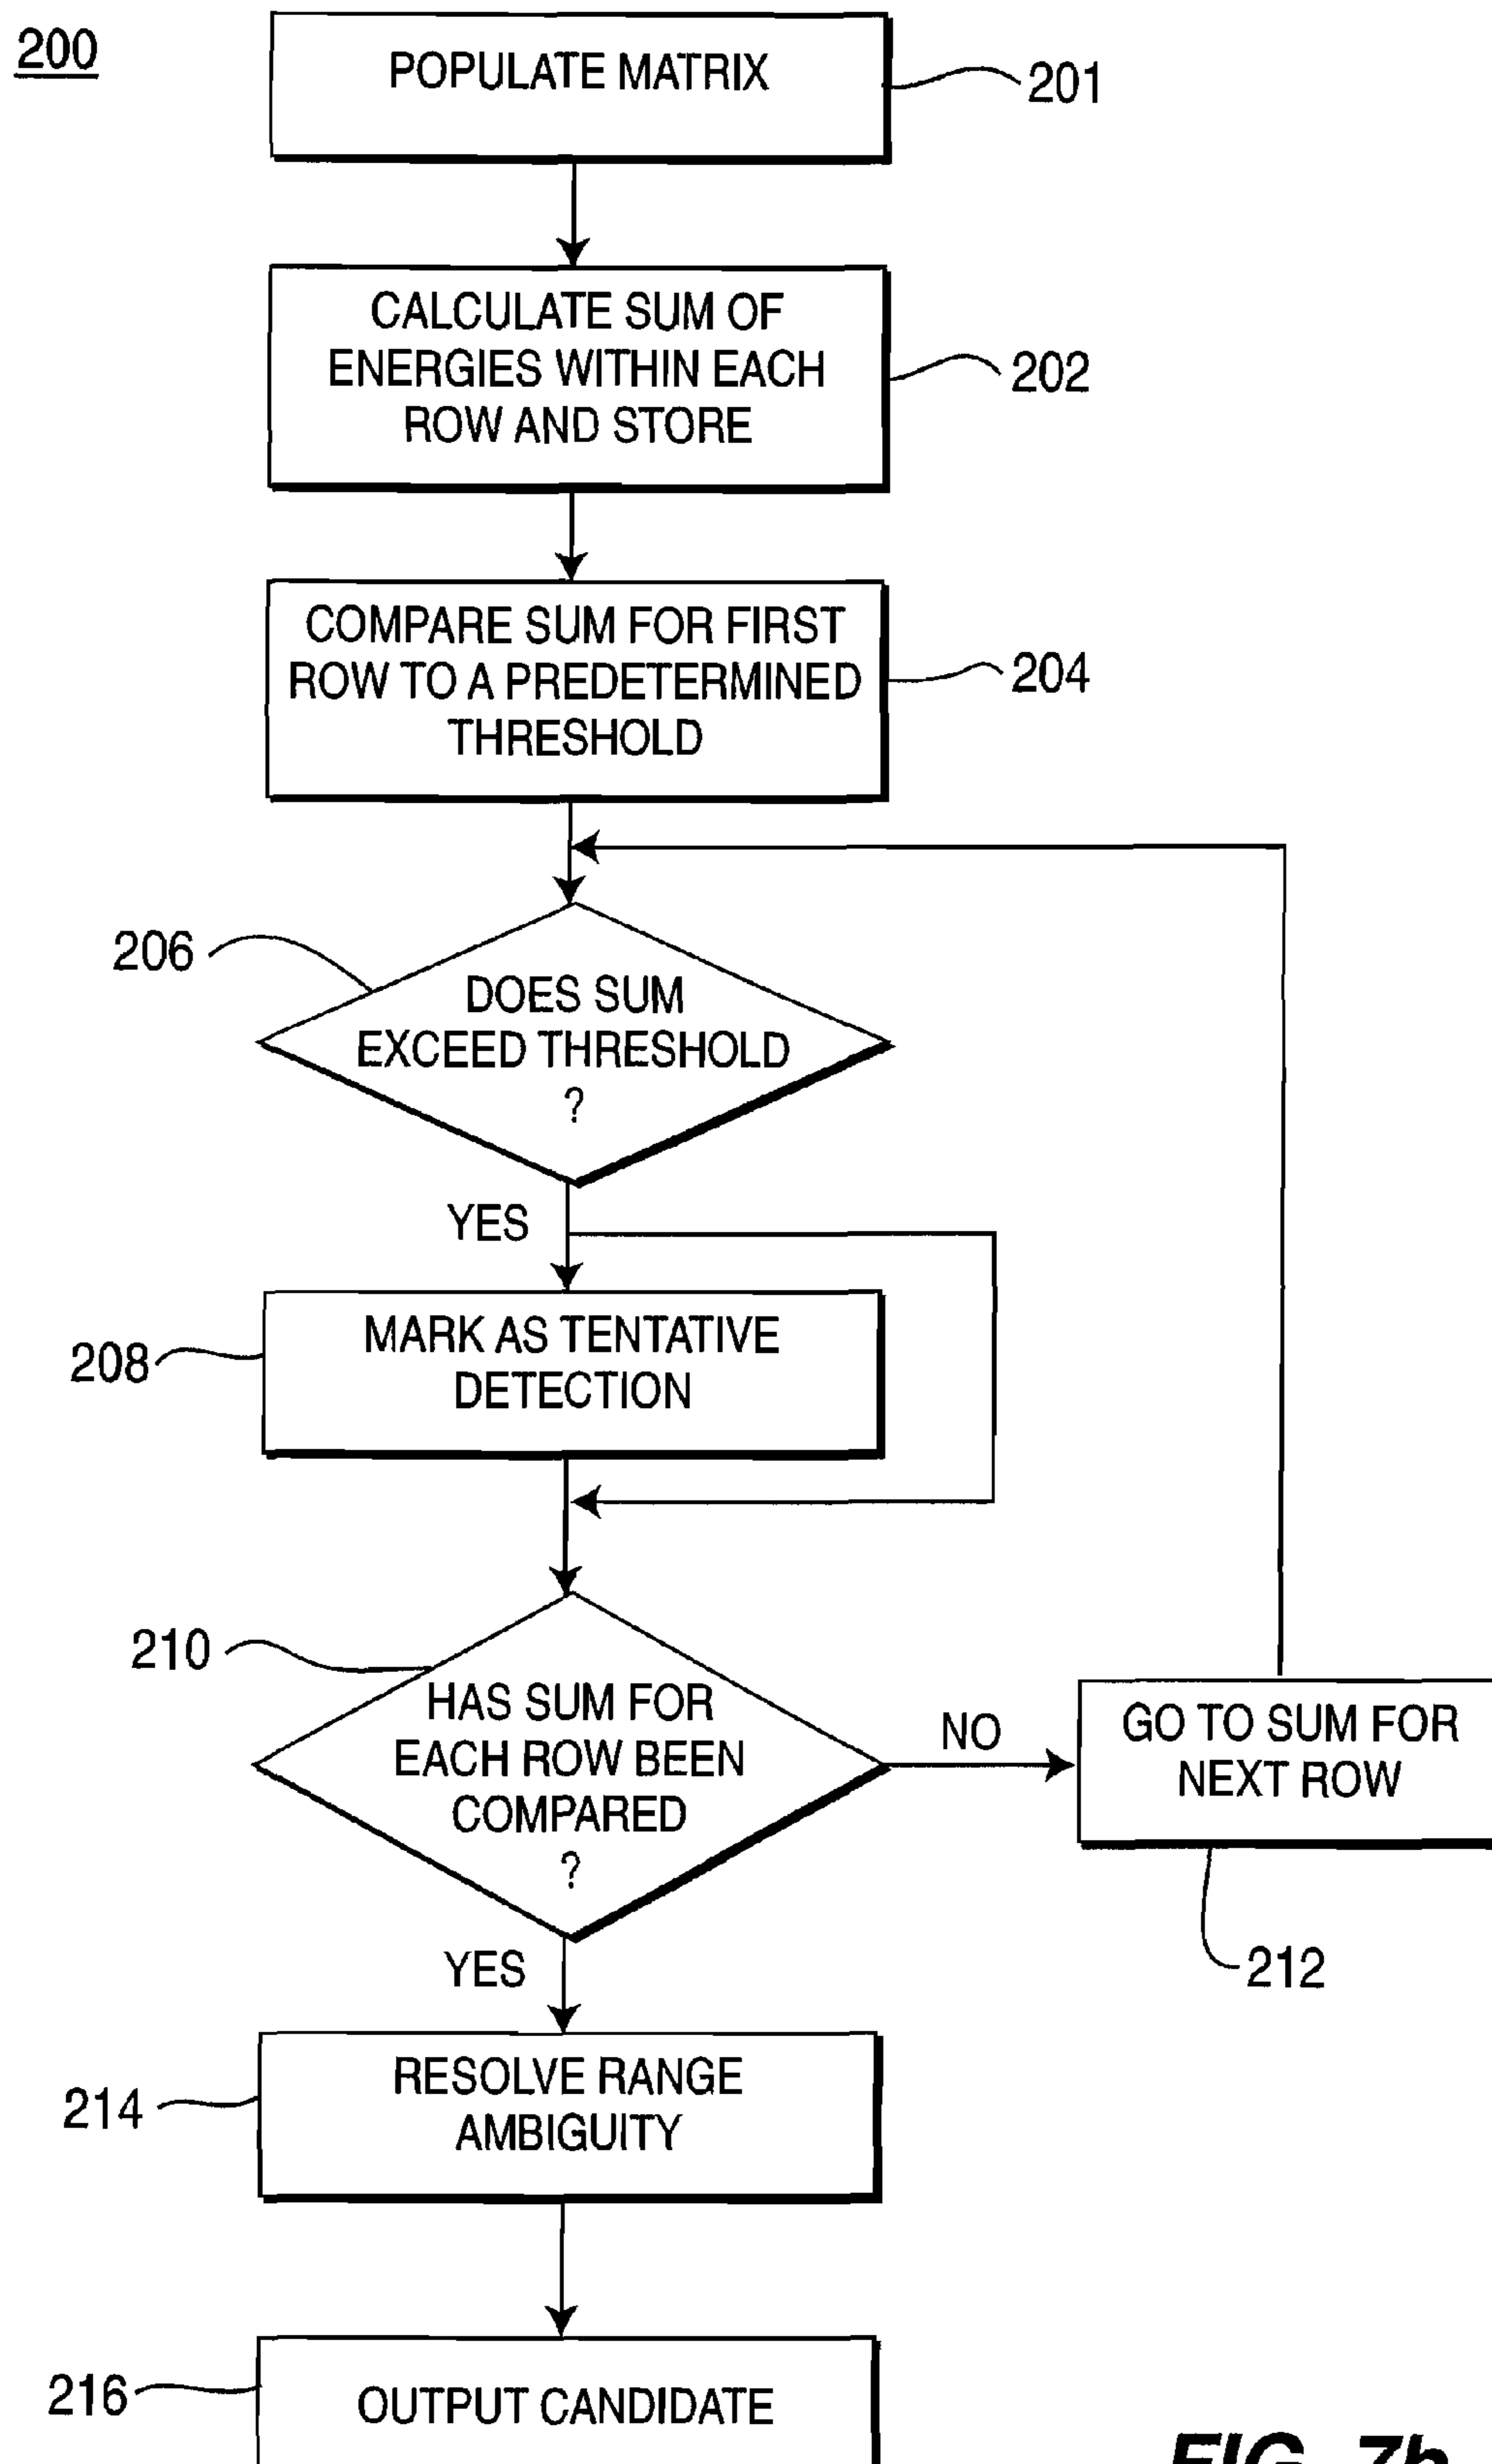 200
POPULATE MATRIX
201
CALCULATE SUM OF
ENERGIES WITHIN EACH
ROW AND STORE
202
COMPARE SUM FOR FIRST
ROW TO A PREDETERMINED
THRESHOLD
204
206
DOES SUM
EXCEED THRESHOLD
?
YES
208
MARK AS TENTATIVE
DETECTION
210
HAS SUM FOR
EACH ROW BEEN
COMPARED
?
NO
GO TO SUM FOR
NEXT ROW
212
YES
214
RESOLVE RANGE
AMBIGUITY
216
OUTPUT CANDIDATE
FIG. 7b